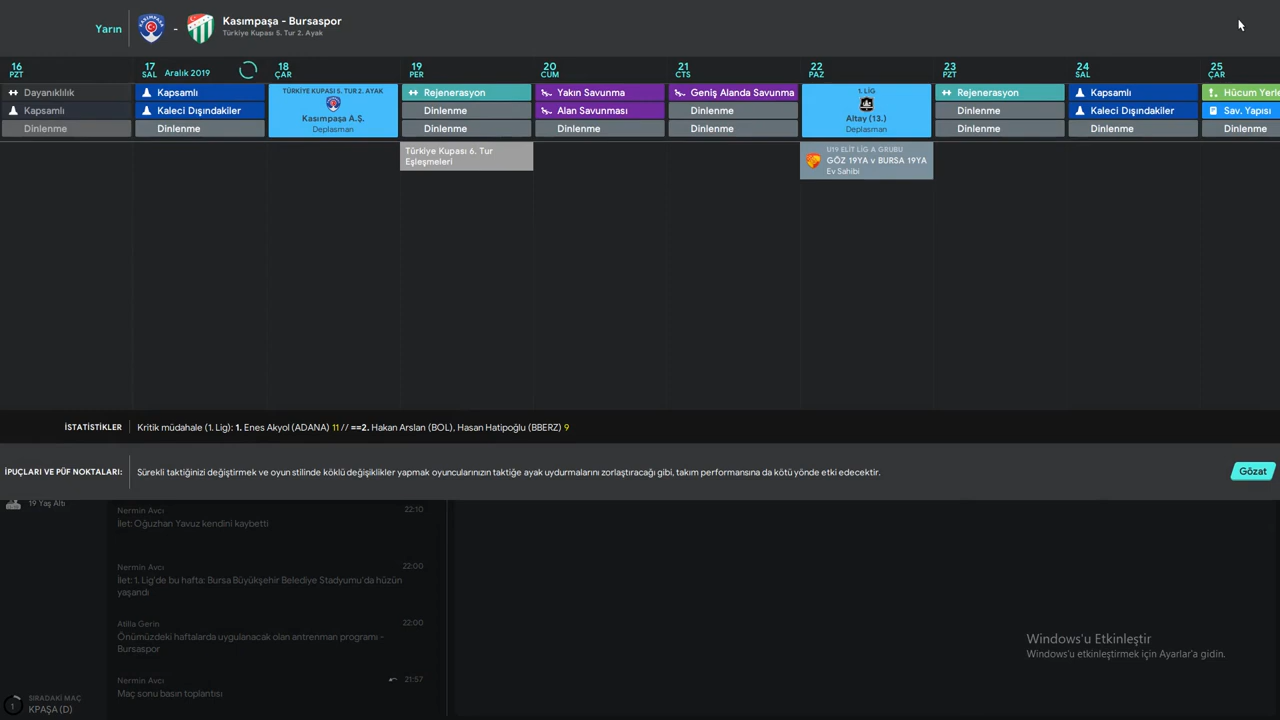 Yarın
-
Kasımpaşa - Bursaspor
Türkiye Kupası 5. Tur 2. Ayak
16
PZT
17
SAL
Aralık 2019
18
ÇAR
19
PER
20
CUM
21
CTS
22
PAZ
23
PZT
24
SAL
25
ÇAR
Dayanıklılık
Kapsamlı
Dinlenme
Kapsamlı
Kaleci Dışındakiler
Dinlenme
TÜRKİYE KUPASI 5. TUR 2. AYAK
Kasımpaşa A.Ş.
Deplasman
Rejenerasyon
Dinlenme
Dinlenme
Türkiye Kupası 6. Tur
Eşleşmeleri
Yakın Savunma
Alan Savunması
Dinlenme
Geniş Alanda Savunma
Dinlenme
Dinlenme
1. LİG
Altay (13.)
Deplasman
U19 ELİT LİG A GRUBU
GÖZ 19YA v BURSA 19YA
Ev Sahibi
Rejenerasyon
Dinlenme
Dinlenme
Kapsamlı
Kaleci Dışındakiler
Dinlenme
Hücum Yerle
Sav. Yapısı
Dinlenme
İSTATİSTİKLER
Kritik müdahale (1. Lig): 1. Enes Akyol (ADANA) 11 // ==2. Hakan Arslan (BOL), Hasan Hatipoğlu (BBERZ) 9
İPUÇLARI VE PÜF NOKTALARI:
Sürekli taktiğinizi değiştirmek ve oyun stilinde köklü değişiklikler yapmak oyuncularınızın taktiğe ayak uydurmalarını zorlaştıracağı gibi, takım performansına da kötü yönde etki edecektir.
Gözat
19 Yaş Altı
Nermin Avcı
22:10
İlet: Oğuzhan Yavuz kendini kaybetti
Nermin Avcı
22:00
İlet: 1. Lig'de bu hafta: Bursa Büyükşehir Belediye Stadyumu'da hüzün
yaşandı
Atilla Gerin
22:00
Önümüzdeki haftalarda uygulanacak olan antrenman programı -
Bursaspor
Nermin Avcı
21:57
Maç sonu basın toplantısı
1
SIRADAKİ MAÇ
KPAŞA (D)
Windows'u Etkinleştir
Windows'u etkinleştirmek için Ayarlar'a gidin.